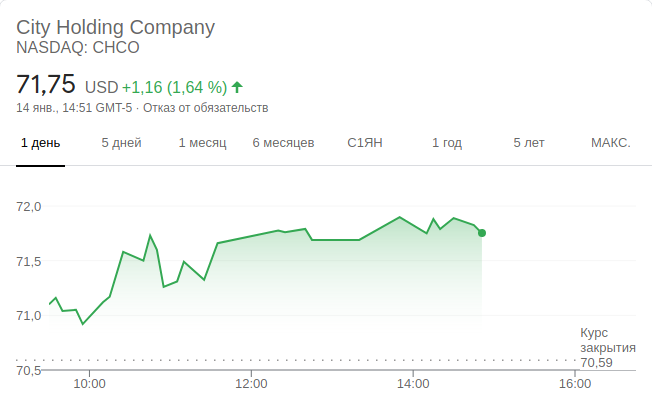 City Holding Company
NASDAQ: CHCO
71,75 USD +1,16 (1,64 %)
14 янв., 14:51 GMT-5 · Отказ от обязательств
1 день 5 дней 1 месяц 6 месяцев С1ЯН 1 год 5 лет МАКС.
72,0
71,5
71,0
Курс
закрытия
70,59
70,5
10:00 12:00 14:00 16:00